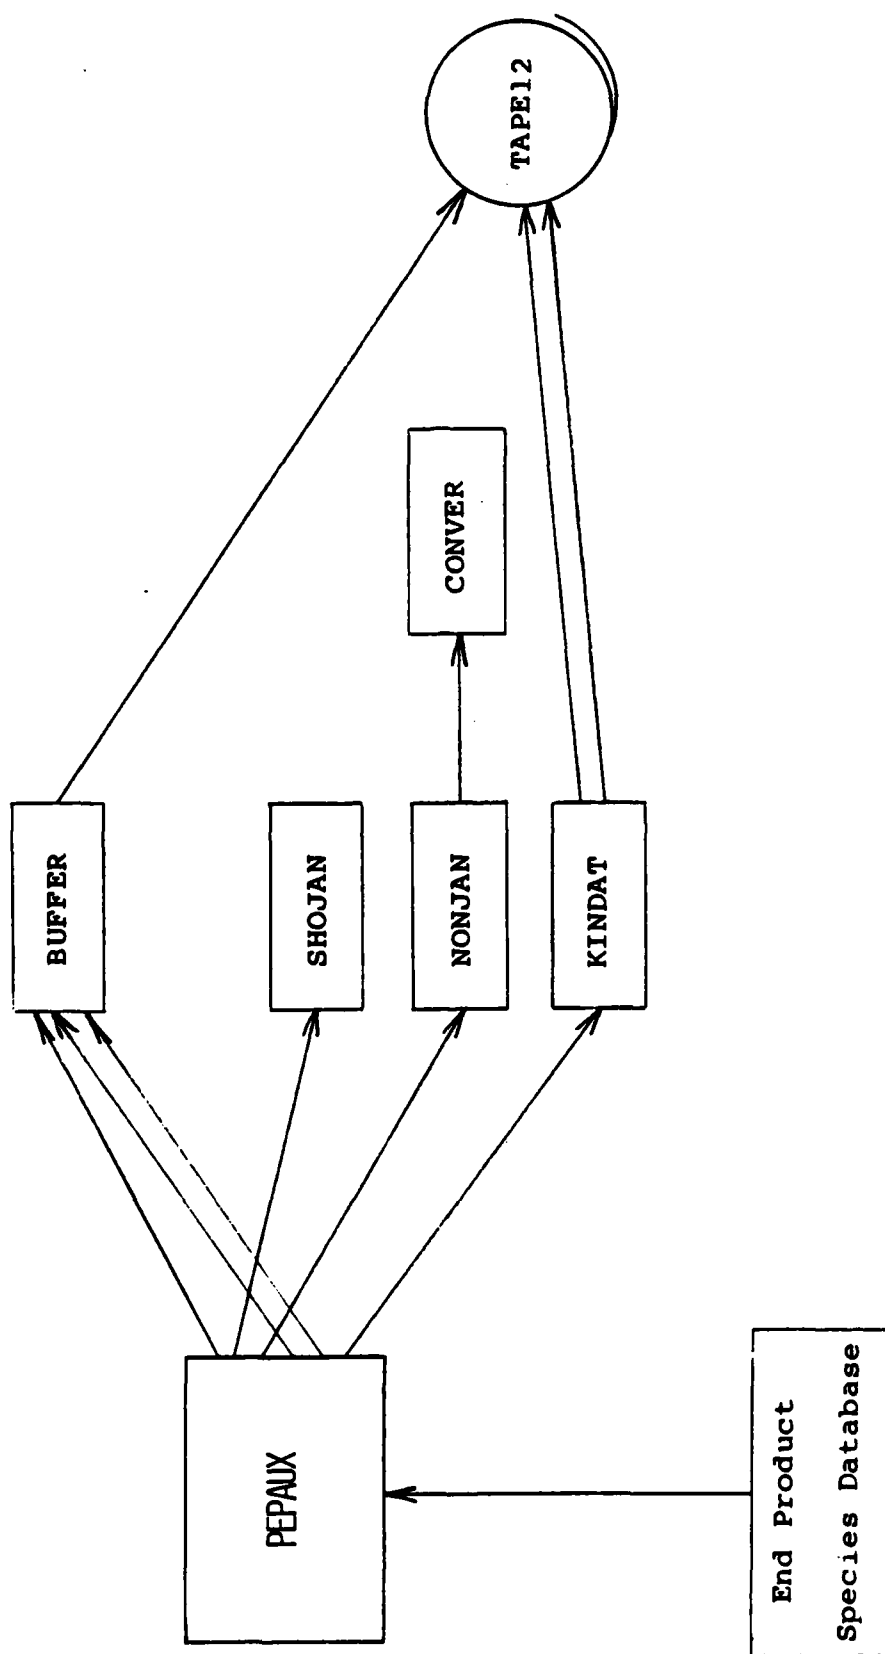 PEPAUX
End Product
Species Database
BUFFER
SHOJAN
NONJAN
KINDAT
CONVER
TAPE12